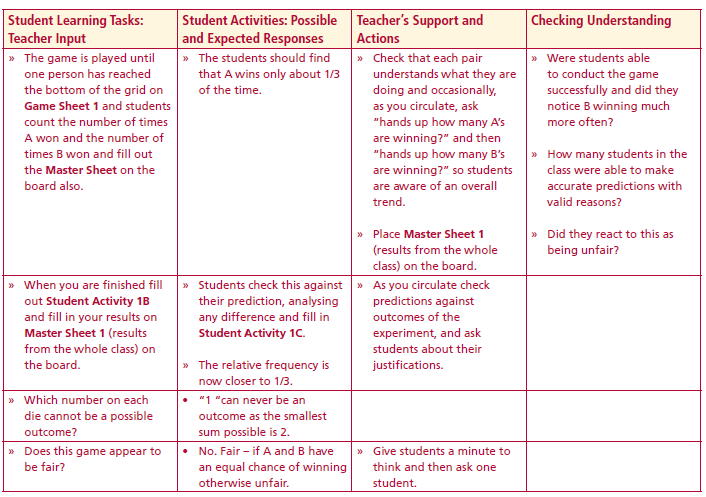 Student Learning Tasks:
Teacher Input
Student Activities: Possible
and Expected Responses
Teacher's Support and
Actions
Checking Understanding
» The game is played until
one person has reached
the bottom of the grid on
Game Sheet 1 and students
count the number of times
A won and the number of
times B won and fill out
the Master Sheet on the
board also.
» The students should find
that A wins only about 1/3
of the time.
» Check that each pair
understands what they are
doing and occasionally,
as you circulate, ask
"hands up how many A's
are winning?" and then
"hands up how many B's
are winning?" so students
are aware of an overall
trend.
» Place Master Sheet 1
(results from the whole
class) on the board.
» Were students able
to conduct the game
successfully and did they
notice B winning much
more often?
» How many students in the
class were able to make
accurate predictions with
valid reasons?
» Did they react to this as
being unfair?
» When you are finished fill
out Student Activity 1B
and fill in your results on
Master Sheet 1 (results
from the whole class) on
the board.
» Students check this against
their prediction, analysing
any difference and fill in
Student Activity 1C.
» The relative frequency is
now closer to 1/3.
» As you circulate check
predictions against
outcomes of the
experiment, and ask
students about their
justifications.
» Which number on each
die cannot be a possible
outcome?
• "1 "can never be an
outcome as the smallest
sum possible is 2.
» Does this game appear to
be fair?
• No. Fair – if A and B have
an equal chance of winning
otherwise unfair.
» Give students a minute to
think and then ask one
student.